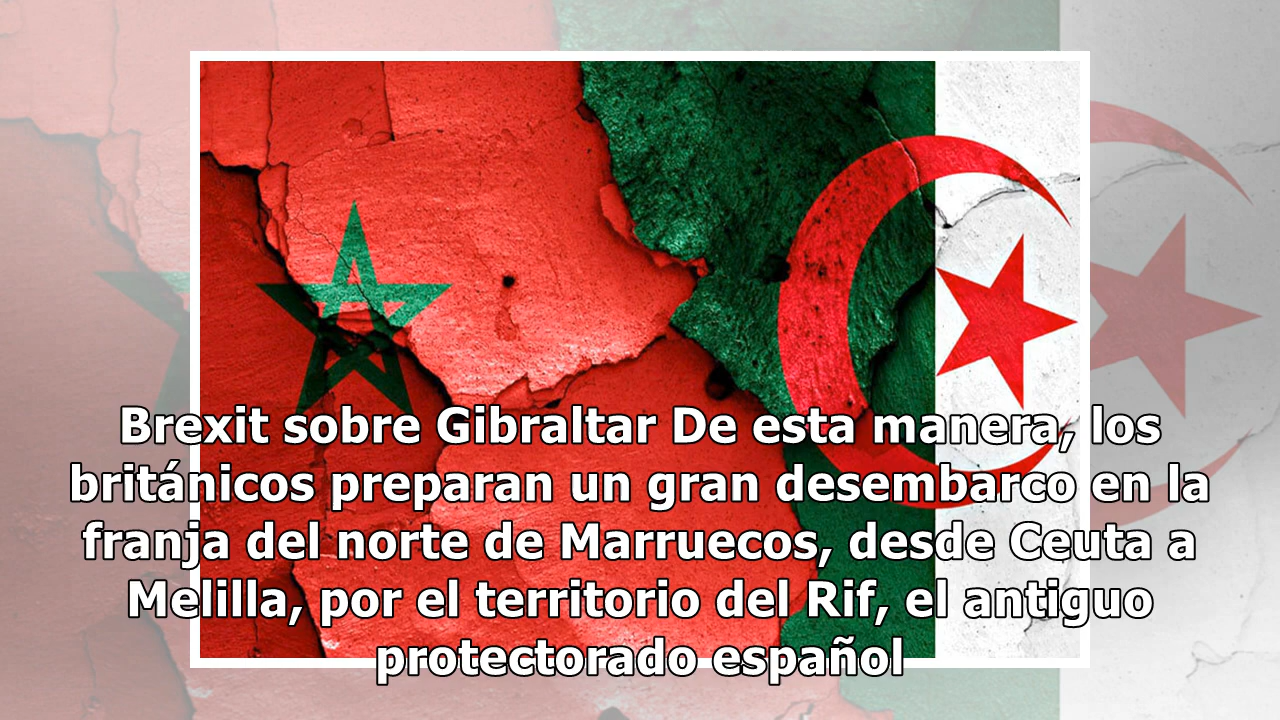 Brexit sobre Gibraltar De esta manera, los
británicos preparan un gran desembarco en la
franja del norte de Marruecos, desde Ceuta a
Melilla, por el territorio del Rif, el antiguo
protectorado español